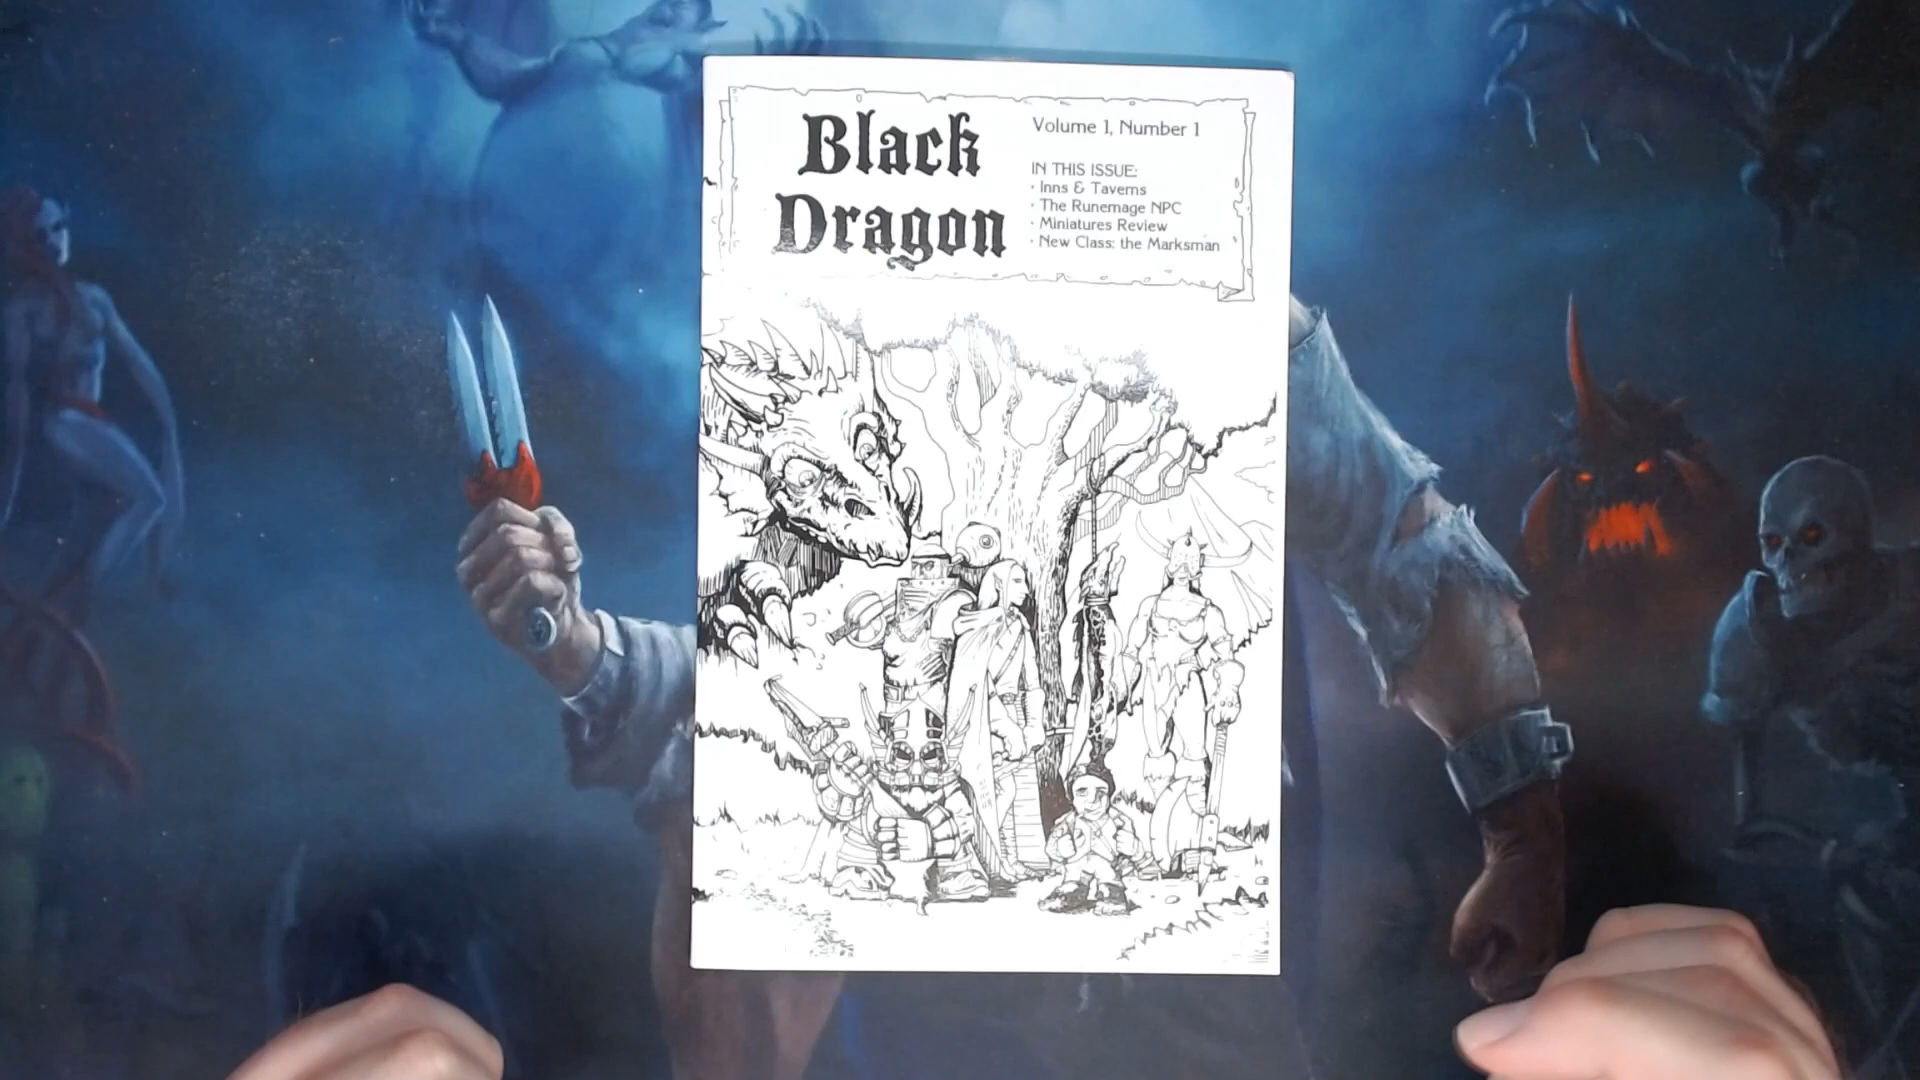 Black
Dragon
Volume 1, Number 1
IN THIS ISSUE:
· Inns & Taverns
· The Runemage NPC
· Miniatures Review
· New Class: the Marksman